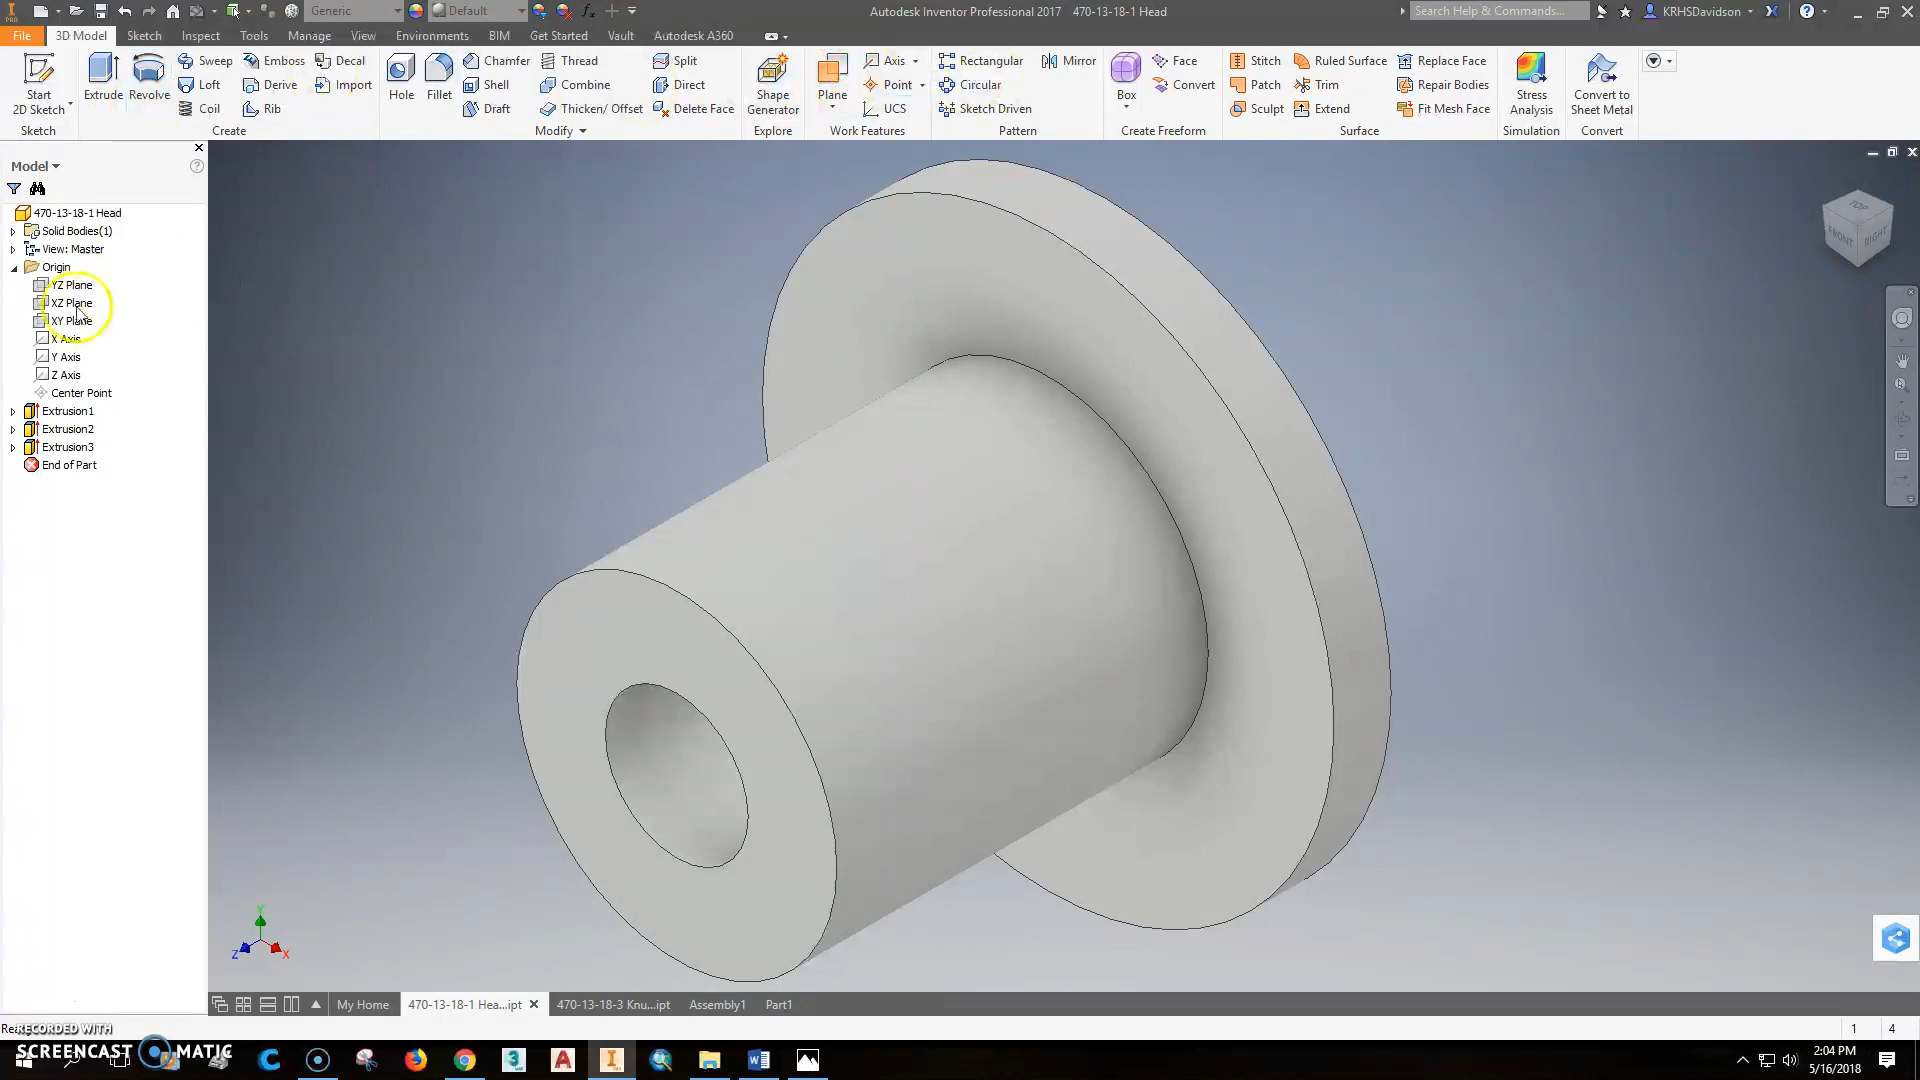 Generic
Default
Autodesk Inventor Professional 2017 470-13-18-1 Head
Search Help & Commands...
KRHSDavidson
File
3D Model
Sketch
Inspect
Tools
Manage
View
Environments
BIM
Get Started
Vault
Autodesk A360
Start
2D Sketch
Sketch
Extrude
Revolve
Sweep
Loft
Coil
Emboss
Derive
Rib
Decal
Import
Create
Hole
Fillet
Chamfer
Shell
Draft
Thread
Combine
Thicken/ Offset
Split
Direct
Delete Face
Modify
Shape
Generator
Explore
Plane
Axis
Point
UCS
Work Features
Rectangular
Circular
Sketch Driven
Mirror
Pattern
Box
Face
Convert
Create Freeform
Stitch
Patch
Sculpt
Ruled Surface
Trim
Extend
Replace Face
Repair Bodies
Fit Mesh Face
Surface
Stress
Analysis
Simulation
Convert to
Sheet Metal
Convert
Model
470-13-18-1 Head
Solid Bodies(1)
View: Master
Origin
YZ Plane
XZ Plane
XY Plane
X Axis
Y Axis
Z Axis
Center Point
Extrusion1
Extrusion2
Extrusion3
End of Part
TOP
FRONT
RIGHT
Y
Z
X
My Home
470-13-18-1 Hea...ipt
470-13-18-3 Knu...ipt
Assembly1
Part1
1
4
RECORDED WITH
SCREENCAST MATIC
2:04 PM
5/16/2018